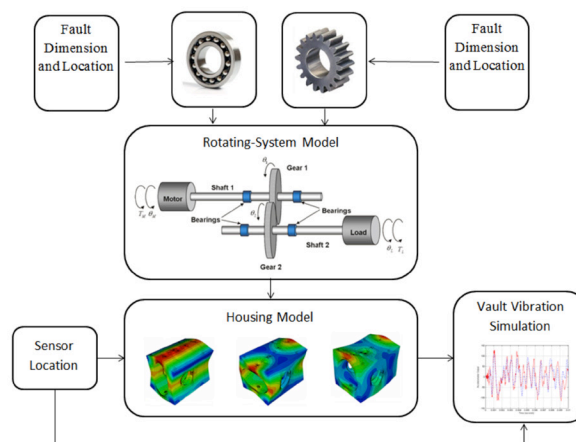 Fault
Dimension
and Location
Fault
Dimension
and Location
Rotating-System Model
Gear 1
Shaft 1
Motor
Bearings
Bearings
Load
Shaft 2
Gear 2
Housing Model
Sensor
Location
Vault Vibration
Simulation